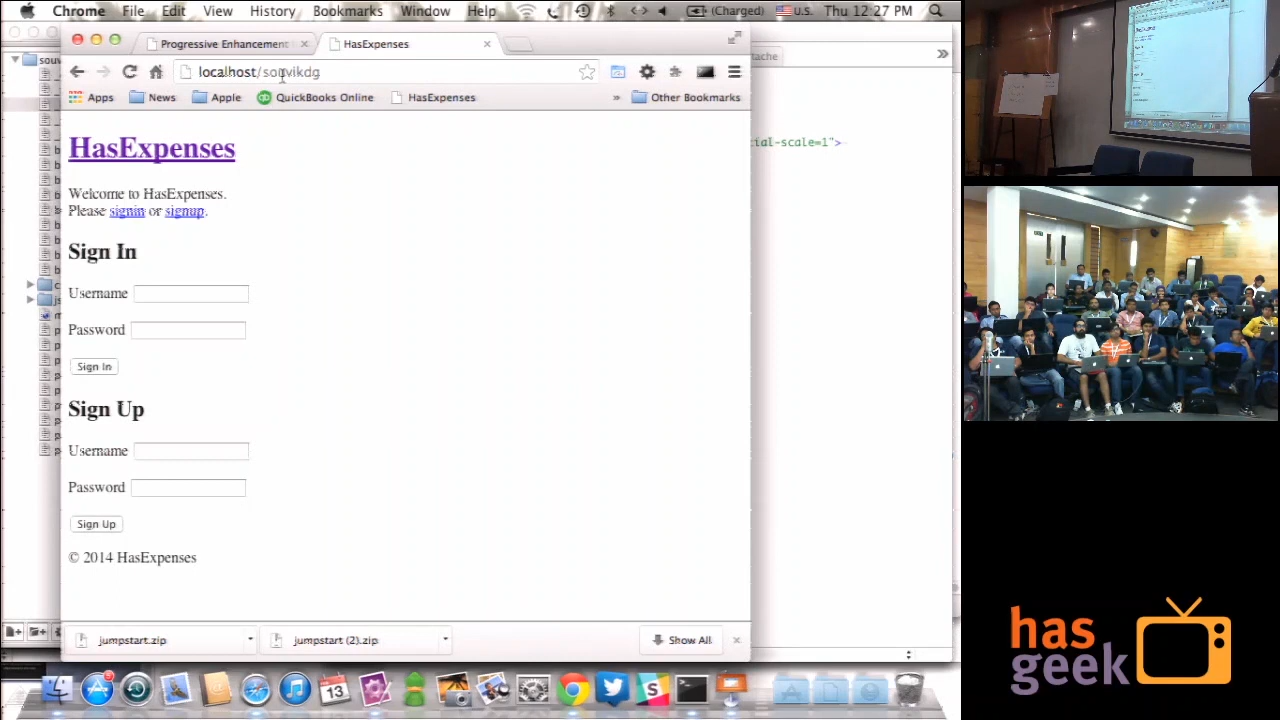 Chrome File Edit View History Bookmarks Window Help (Charged) U.S. Thu 12:27 PM
Progressive Enhancement
HasExpenses
localhost/souvikdg
Apps News Apple QuickBooks Online HasExpenses » Other Bookmarks
»
HasExpenses
cial-scale=1">
Welcome to HasExpenses.
Please signin or signup.
Sign In
Username
Password
Sign In
Sign Up
Username
Password
Sign Up
© 2014 HasExpenses
jumpstart.zip
jumpstart (2).zip
Show All
13
has
geek